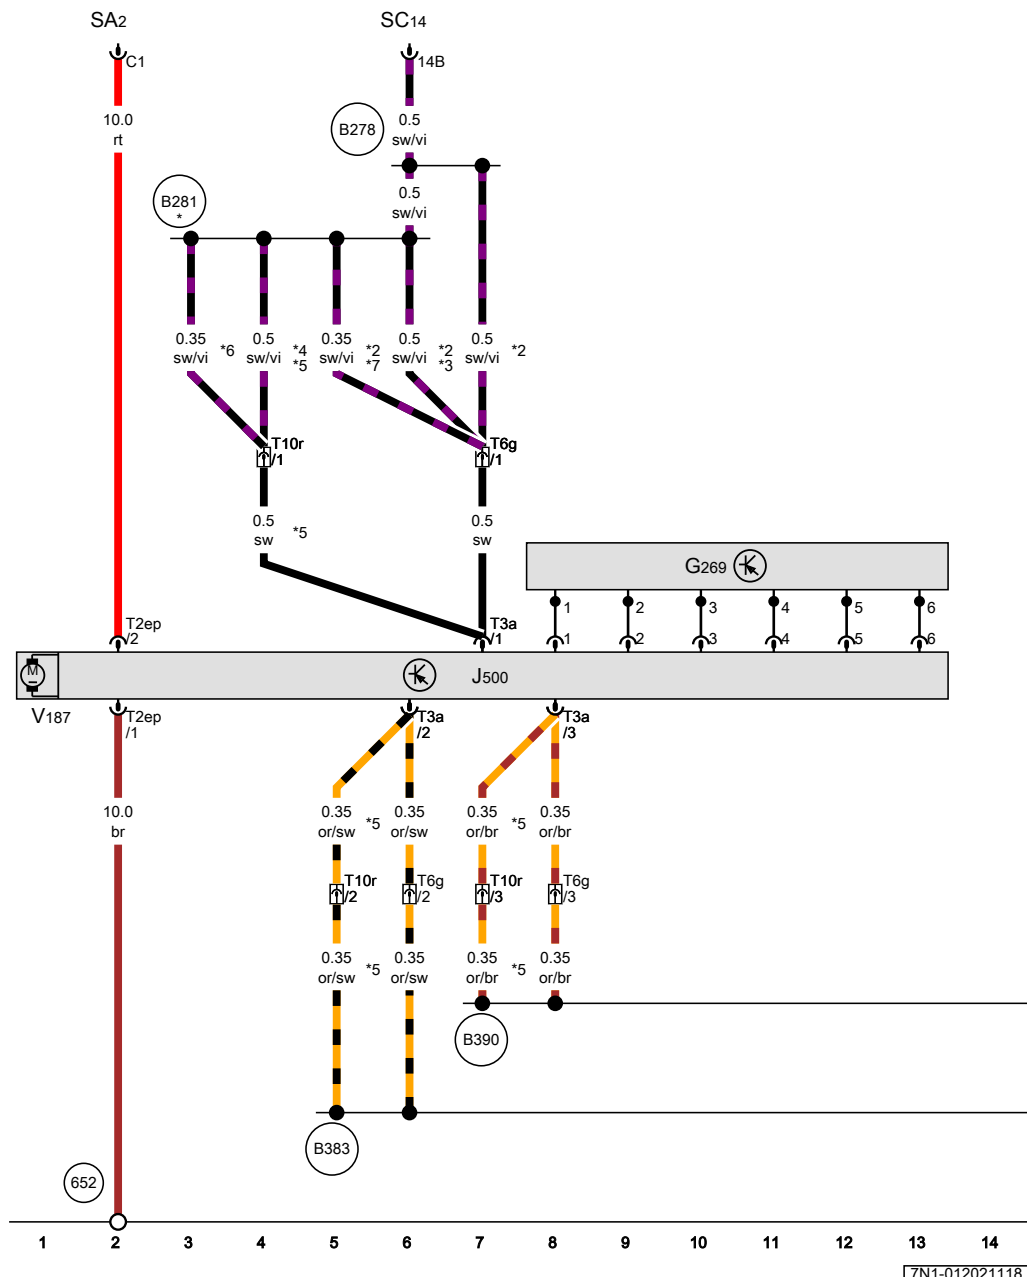 SA2 SC14
C1 14B
10.0 0.5
rt B278 sw/vi
0.5
B281 sw/vi
*
0.35 *6 0.5 *4 0.35 *2 0.5 *2 0.5 *2
sw/vi sw/vi *5 sw/vi *7 sw/vi *3 sw/vi
T10r T6g
/1 /1
0.5 *5 0.5
sw sw
G269
1 2 3 4 5 6
T2ep T3a
/2 /1 1 2 3 4 5 6
M J500
V187 T2ep T3a T3a
/1 /2 /3
10.0 0.35 *5 0.35 0.35 *5 0.35
br or/sw or/sw or/br or/br
T10r T6g T10r T6g
/2 /2 /3 /3
0.35 *5 0.35 0.35 *5 0.35
or/sw or/sw or/br or/br
B390
B383
652
1 2 3 4 5 6 7 8 9 10 11 12 13 14
7N1-012021118